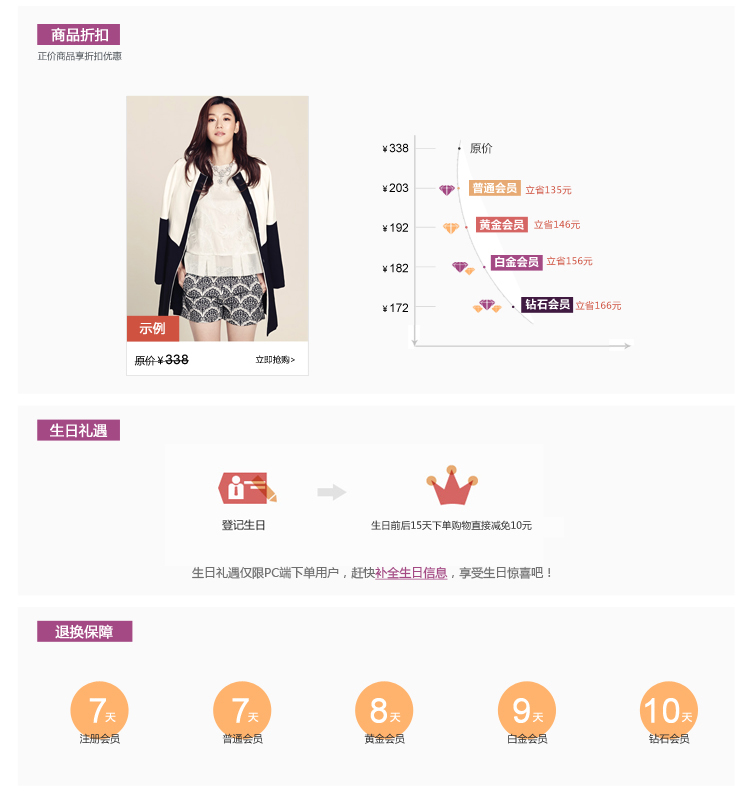 商品折扣
正价商品享折扣优惠
示例
原价¥338
立即抢购>
¥338
原价
¥203
普通会员
立省135元
¥192
黄金会员
立省146元
¥182
白金会员
立省156元
¥172
钻石会员
立省166元
生日礼遇
登记生日
生日前后15天下单购物直接减免10元
生日礼遇仅限PC端下单用户，赶快补全生日信息，享受生日惊喜吧！
退换保障
7天
注册会员
7天
普通会员
8天
黄金会员
9天
白金会员
10天
钻石会员